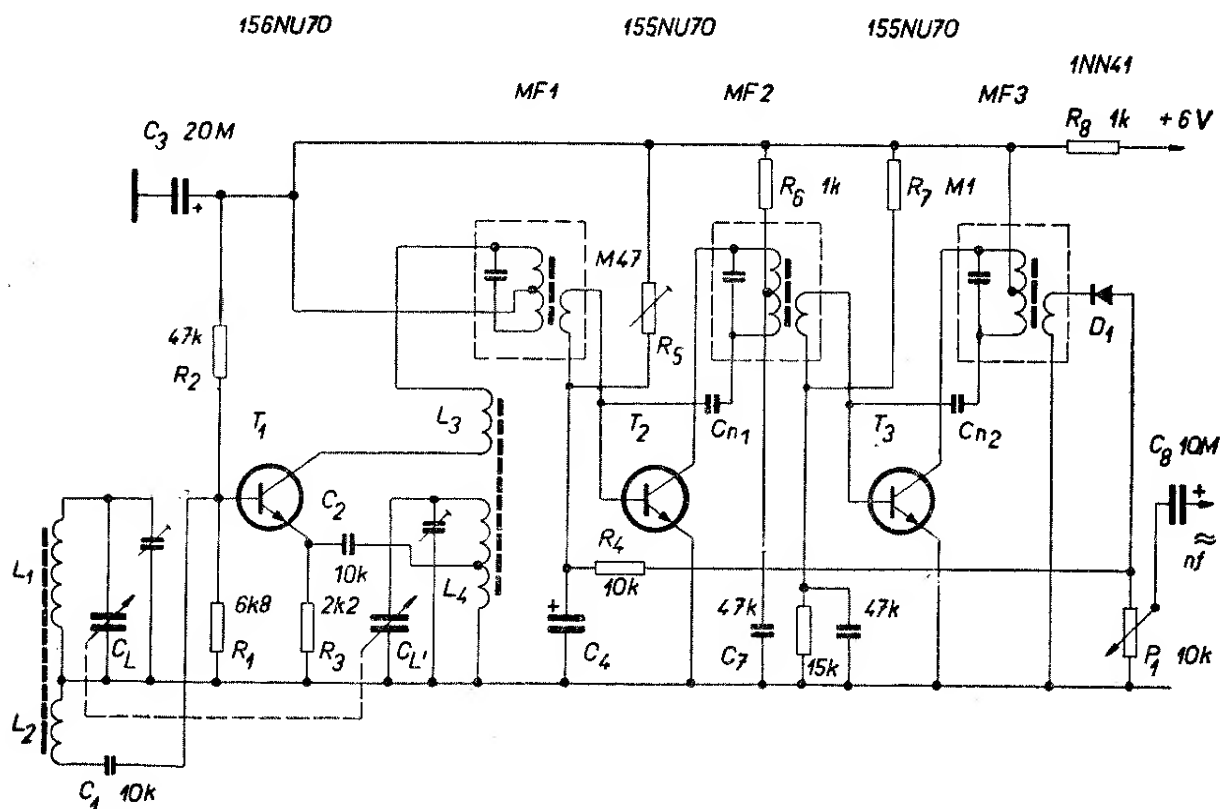 156NU70
155NU70
155NU70
1NN41
MF1
MF2
MF3
R8 1k
+6V
C3 20M
+
R6 1k
R7 M1
M47
R5
D1
47k
R2
L3
T1
T2
Cn1
T3
Cn2
C8 10M
+
≈
nf
C2
10k
L4
R4
10k
L1
CL
6k8
R1
2k2
R3
CL'
+
C4
47k
C7
15k
47k
P1 10k
L2
C1 10k